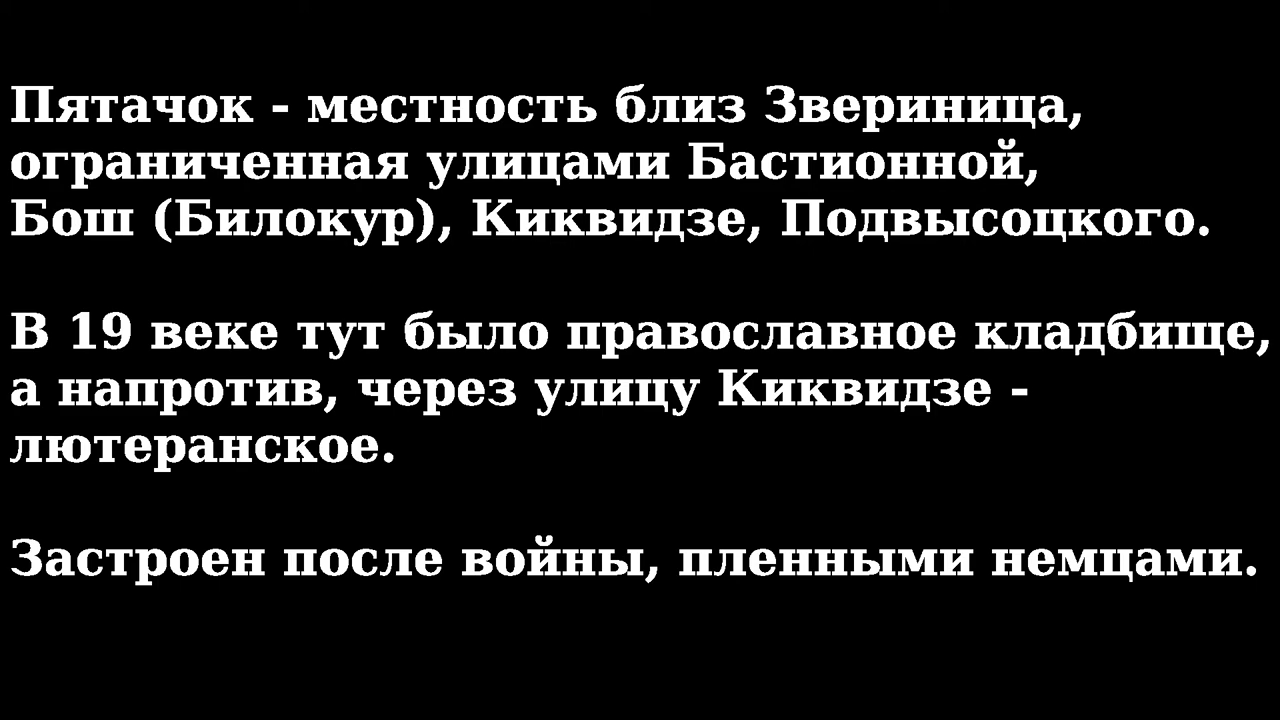 Пятачок - местность близ Звериница,
ограниченная улицами Бастионной,
Бош (Билокур), Киквидзе, Подвысоцкого.
В 19 веке тут было православное кладбище,
а напротив, через улицу Киквидзе -
лютеранское.
Застроен после войны, пленными немцами.